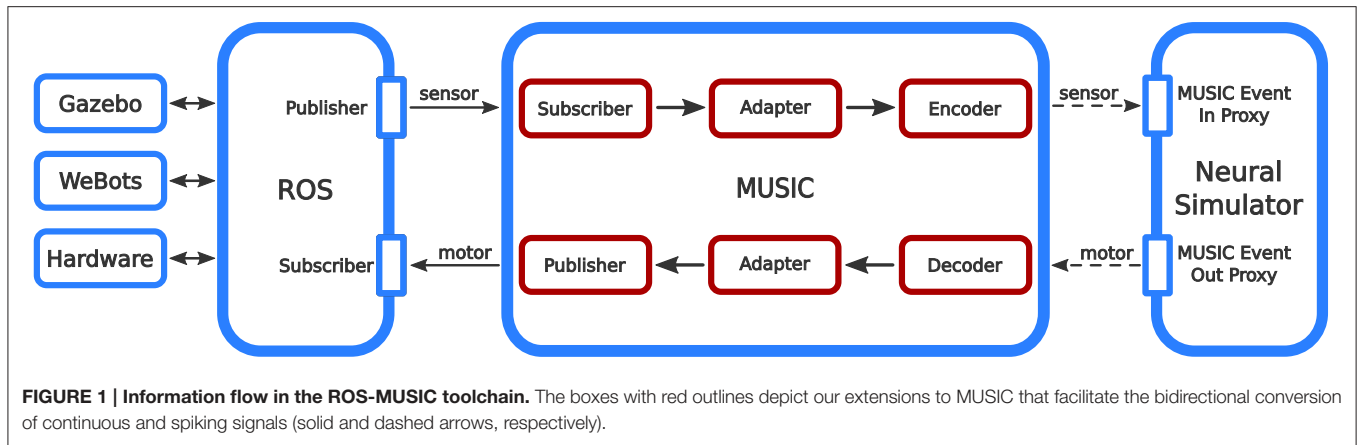 Gazebo
WeBots
Hardware
Publisher
ROS
Subscriber
sensor
motor
Subscriber
Adapter
Encoder
MUSIC
Publisher
Adapter
Decoder
sensor
motor
MUSIC Event
In Proxy
Neural
Simulator
MUSIC Event
Out Proxy
FIGURE 1 | Information flow in the ROS-MUSIC toolchain. The boxes with red outlines depict our extensions to MUSIC that facilitate the bidirectional conversion
of continuous and spiking signals (solid and dashed arrows, respectively).